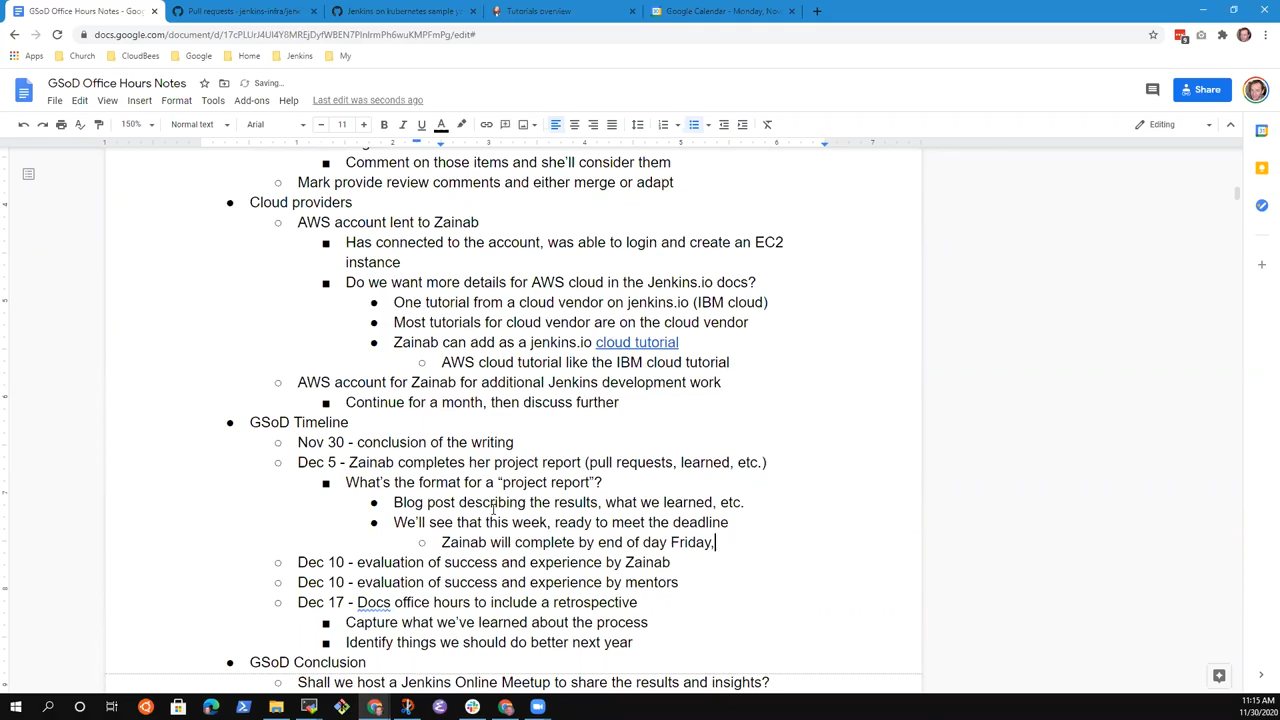 GSoD Office Hours Notes - Goo
Pull requests - jenkins-infra/jen
Jenkins on kubernetes sample y
Tutorials overview
Google Calendar - Monday, No
docs.google.com/document/d/17cPLUrJ4Ul4Y8MREjDyfWBEN7PInlrmPh6wuKMPFmPg/edit#
Apps Church CloudBees Google Home Jenkins My
GSoD Office Hours Notes Saving...
File Edit View Insert Format Tools Add-ons Help Last edit was seconds ago
Share
150% Normal text Arial 11 Editing
1 1 2 3 4 5 6 7
Comment on those items and she'll consider them
Mark provide review comments and either merge or adapt
Cloud providers
AWS account lent to Zainab
Has connected to the account, was able to login and create an EC2
instance
Do we want more details for AWS cloud in the Jenkins.io docs?
One tutorial from a cloud vendor on jenkins.io (IBM cloud)
Most tutorials for cloud vendor are on the cloud vendor
Zainab can add as a jenkins.io cloud tutorial
AWS cloud tutorial like the IBM cloud tutorial
AWS account for Zainab for additional Jenkins development work
Continue for a month, then discuss further
GSoD Timeline
Nov 30 - conclusion of the writing
Dec 5 - Zainab completes her project report (pull requests, learned, etc.)
What's the format for a “project report”?
Blog post describing the results, what we learned, etc.
We'll see that this week, ready to meet the deadline
Zainab will complete by end of day Friday,
Dec 10 - evaluation of success and experience by Zainab
Dec 10 - evaluation of success and experience by mentors
Dec 17 - Docs office hours to include a retrospective
Capture what we've learned about the process
Identify things we should do better next year
GSoD Conclusion
Shall we host a Jenkins Online Meetup to share the results and insights?
11:15 AM
11/30/2020